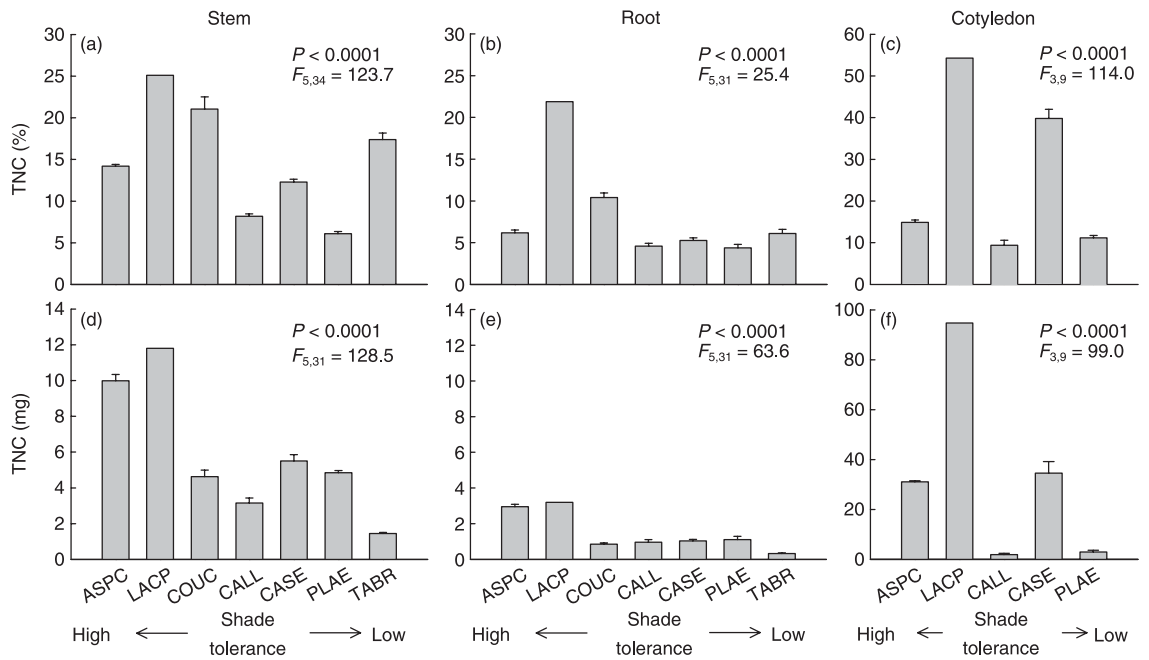 Stem
Root
Cotyledon
(a)
P < 0.0001
F5,34 = 123.7
TNC (%)
30
25
20
15
10
5
0
(b)
P < 0.0001
F5,31 = 25.4
30
25
20
15
10
5
0
(c)
P < 0.0001
F3,9 = 114.0
60
50
40
30
20
10
0
(d)
P < 0.0001
F5,31 = 128.5
TNC (mg)
14
12
10
8
6
4
2
0
(e)
P < 0.0001
F5,31 = 63.6
14
12
10
8
6
4
2
0
(f)
P < 0.0001
F3,9 = 99.0
100
80
60
40
20
0
ASPC LACP COUC CALL CASE PLAE TABR
ASPC LACP COUC CALL CASE PLAE TABR
ASPC LACP CALL CASE PLAE
High ← Shade tolerance → Low
High ← Shade tolerance → Low
High ← Shade tolerance → Low